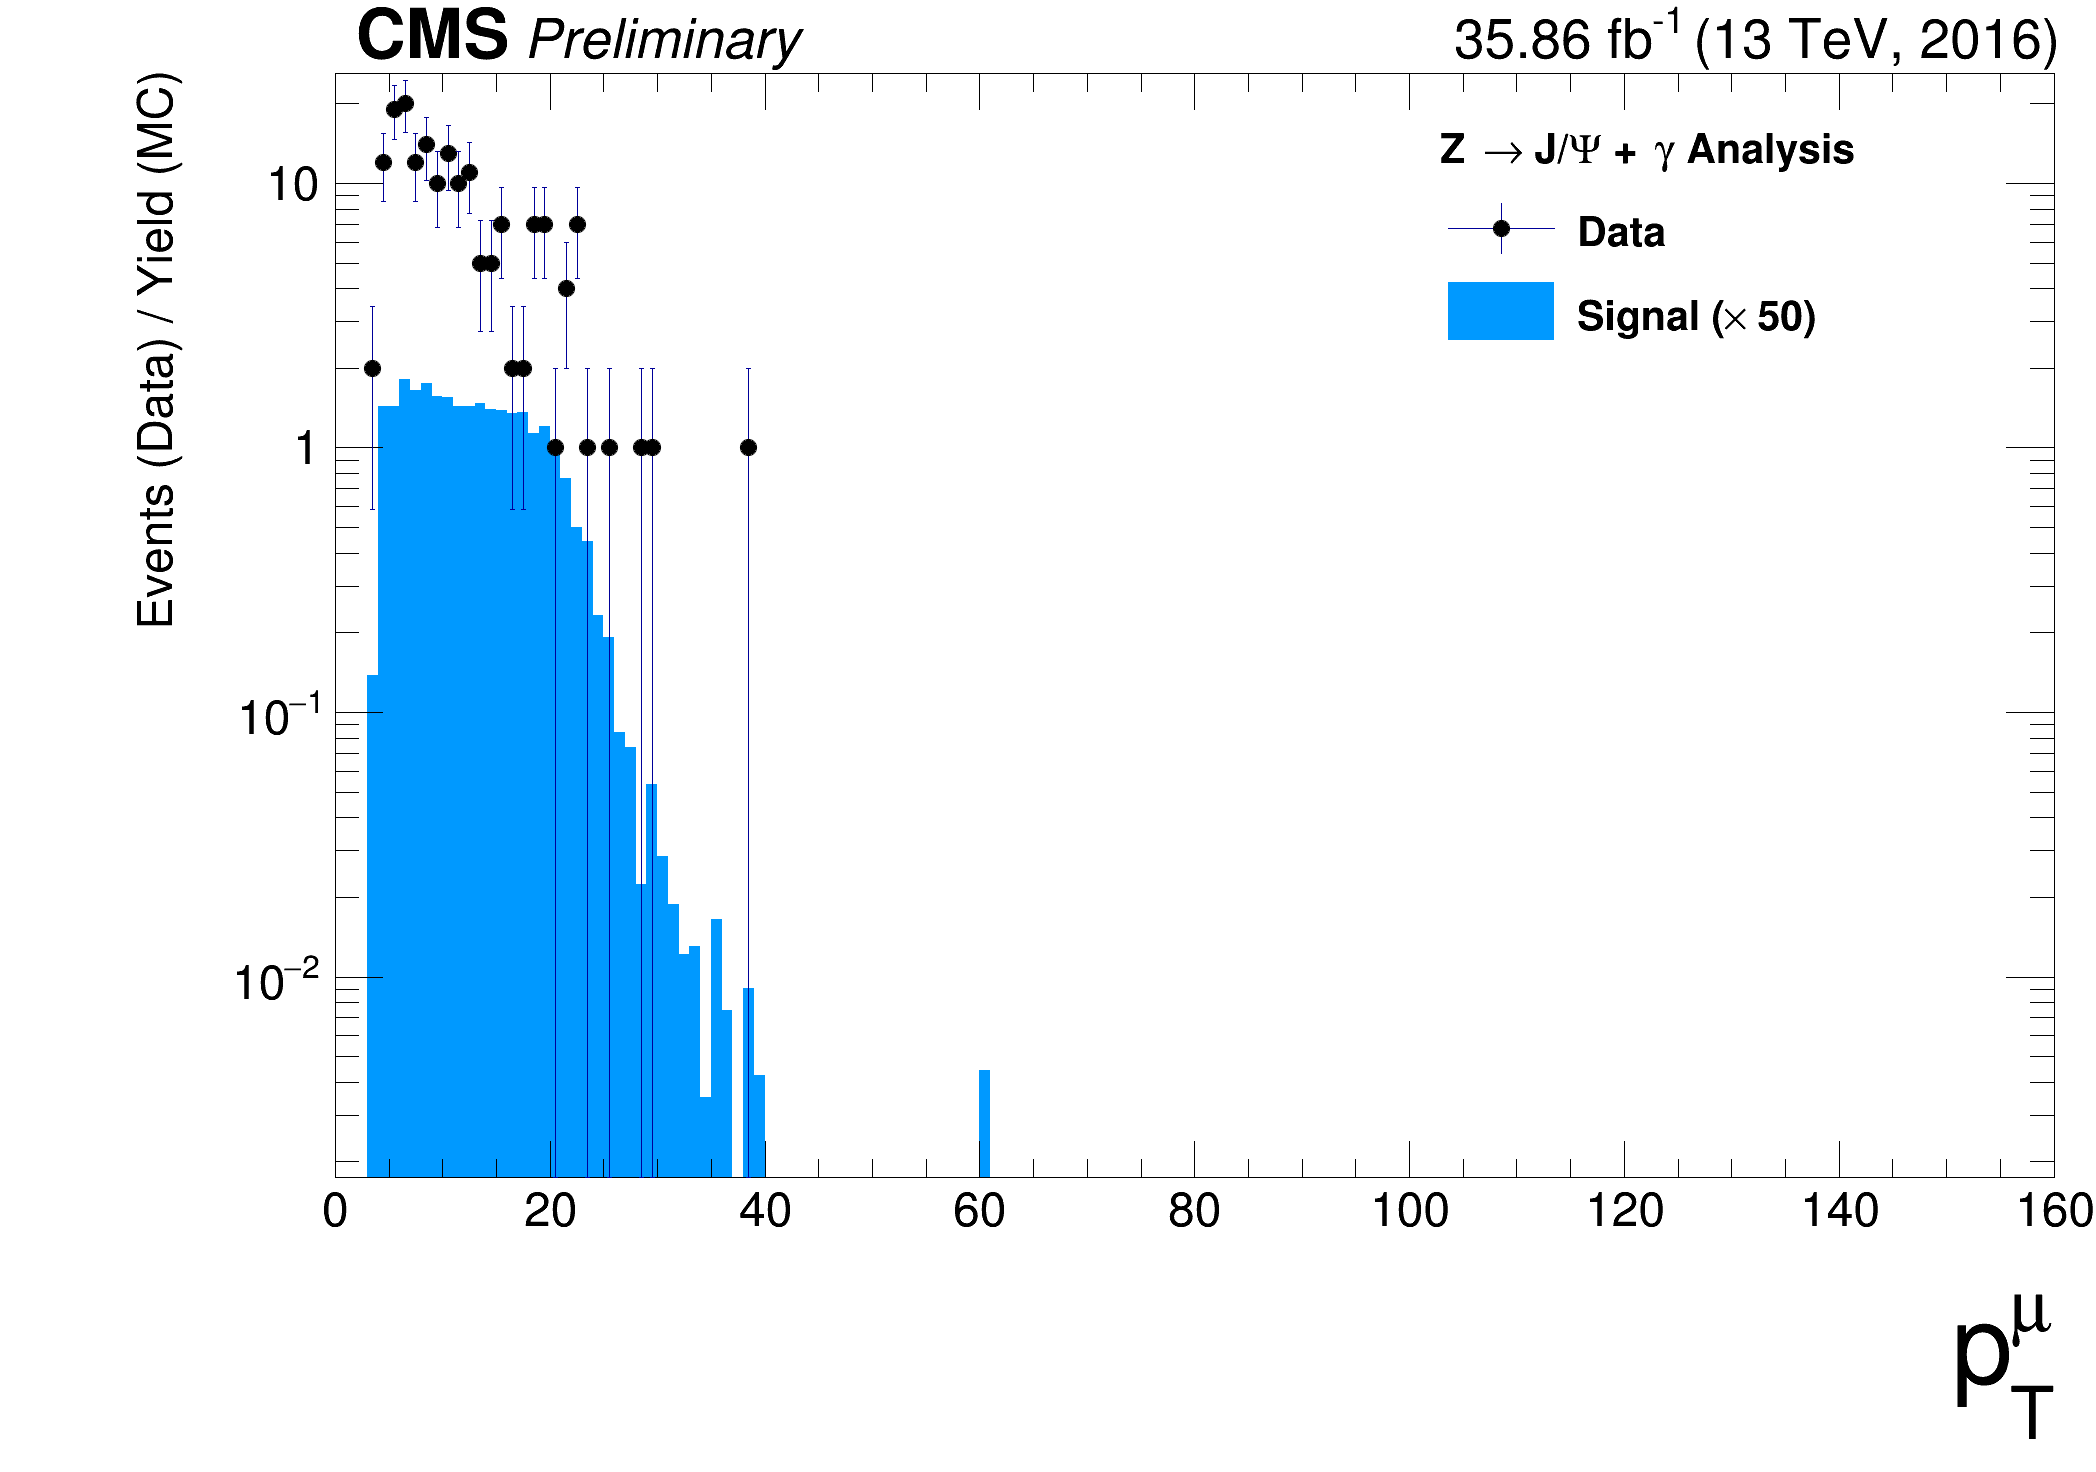 CMS Preliminary 35.86 fb⁻¹ (13 TeV, 2016)
Events (Data) / Yield (MC)
Z → J/Ψ + γ Analysis
Data
Signal (× 50)
10
1
10⁻¹
10⁻²
0 20 40 60 80 100 120 140 160
p_T^μ